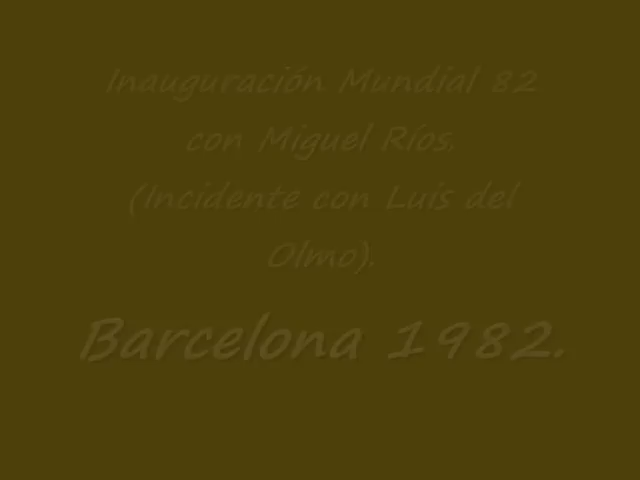 Inauguración Mundial 82
con Miguel Ríos.
(Incidente con Luis del
Olmo).
Barcelona 1982.